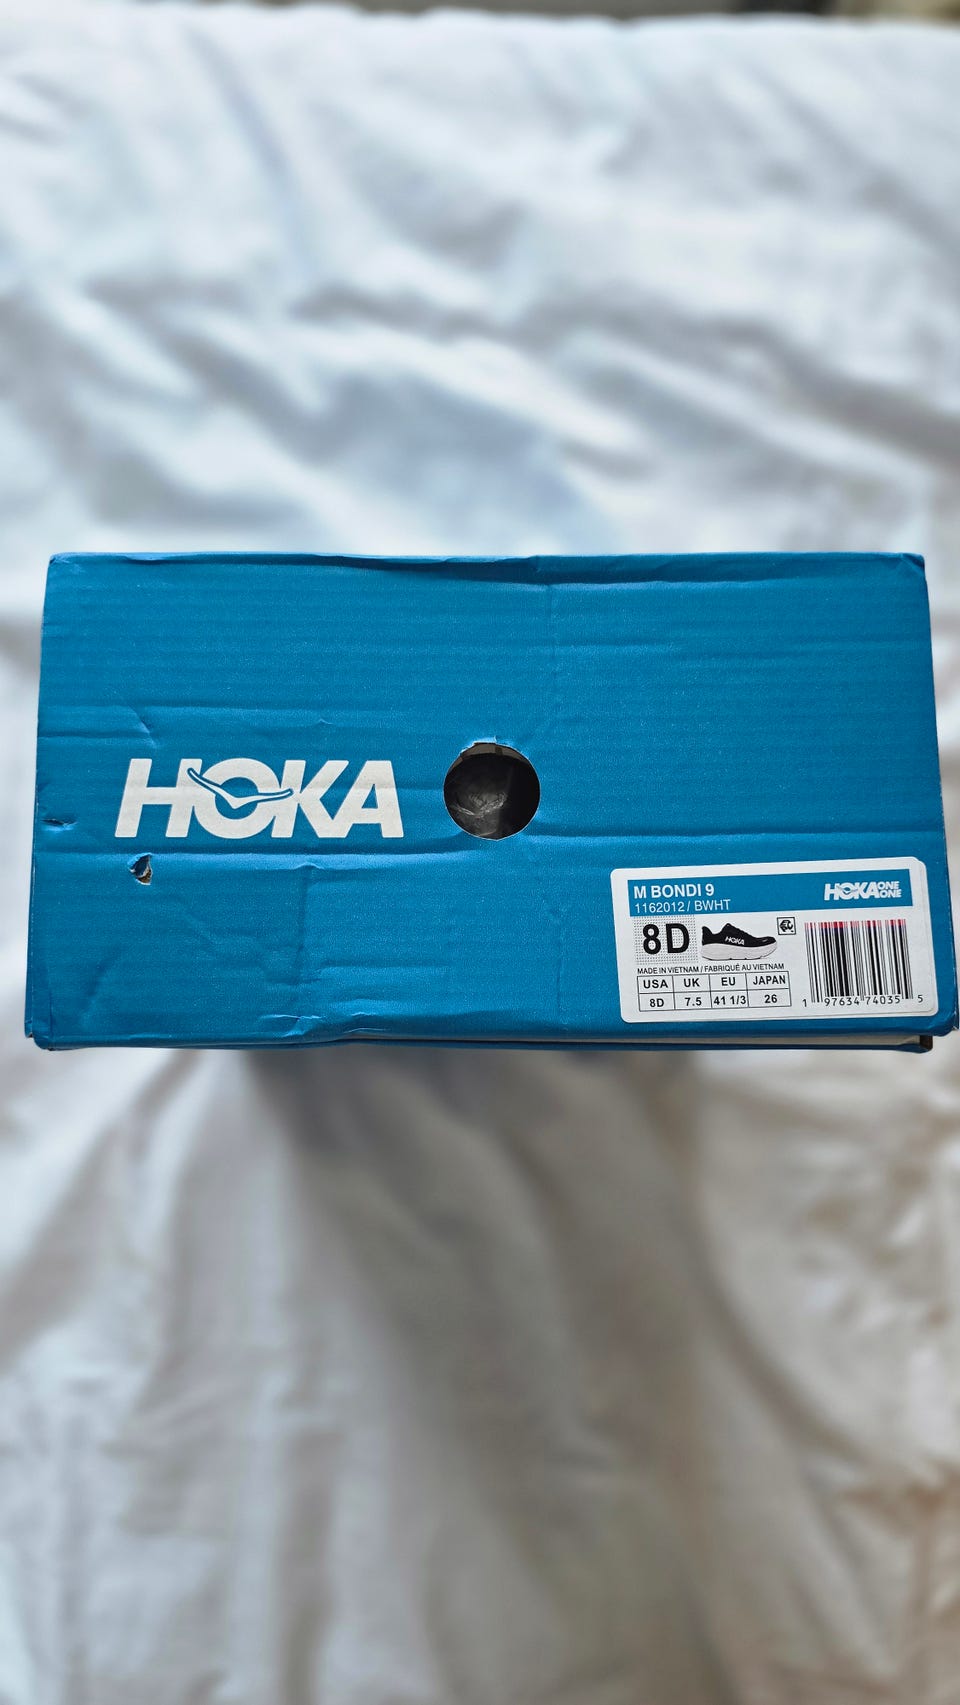 HOKA
M BONDI 9
1162012 / BWHT
HOKA ONE ONE
8D
HOKA
MADE IN VIETNAM / FABRIQUÉ AU VIETNAM
USA UK EU JAPAN
8D 7.5 41 1/3 26
1 97634 74035 5